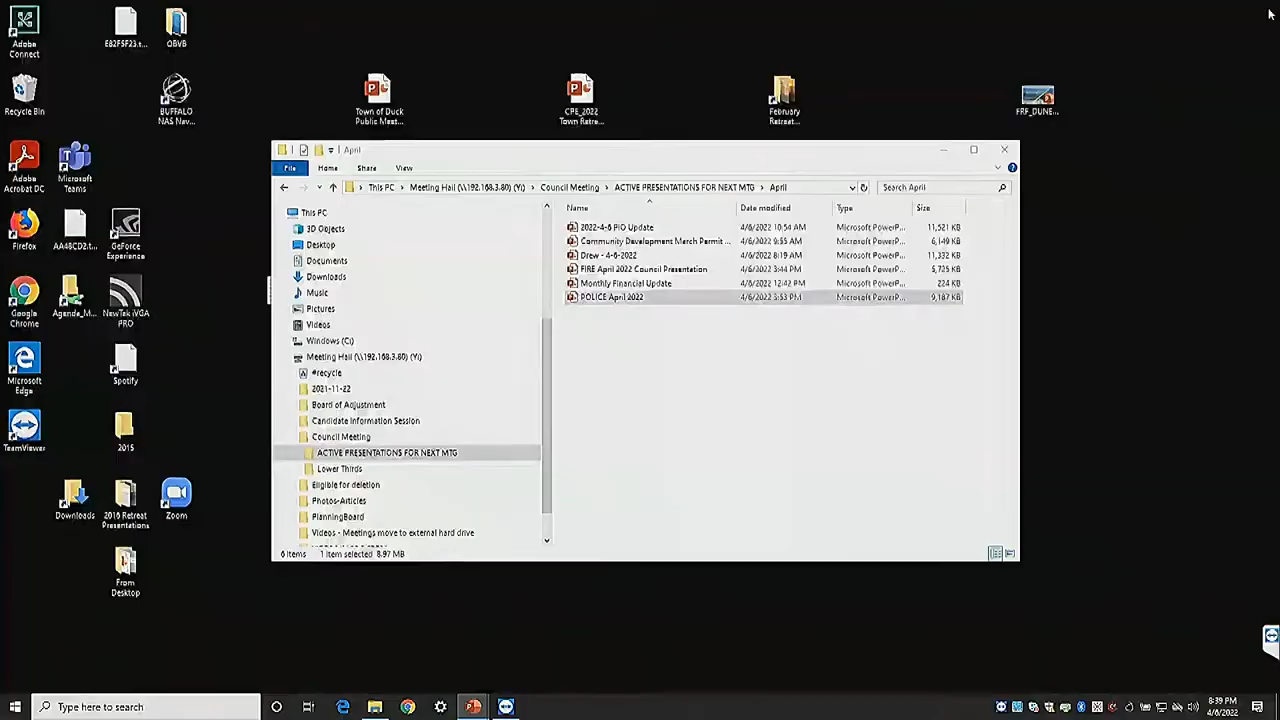 Adobe Connect
E82F5F23.t...
OBVB
Recycle Bin
BUFFALO NAS Nav...
Town of Duck Public Meet...
CPE_2022 Town Retre...
February Retreat...
FRF_DUNE...
Adobe Acrobat DC
Microsoft Teams
Firefox
AA48CD2.t...
GeForce Experience
Google Chrome
Agenda_M...
NewTek iVGA PRO
Microsoft Edge
Spotify
TeamViewer
2015
Downloads
2016 Retreat Presentations
Zoom
From Desktop
April
File Home Share View
This PC > Meeting Hall (\\192.168.3.80) (Y:) > Council Meeting > ACTIVE PRESENTATIONS FOR NEXT MTG > April
Search April
This PC
3D Objects
Desktop
Documents
Downloads
Music
Pictures
Videos
Windows (C:)
Meeting Hall (\\192.168.3.80) (Y:)
#recycle
2021-11-22
Board of Adjustment
Candidate Information Session
Council Meeting
ACTIVE PRESENTATIONS FOR NEXT MTG
Lower Thirds
Eligible for deletion
Photos-Articles
PlanningBoard
Videos - Meetings move to external hard drive
Name Date modified Type Size
2022-4-6 PIO Update 4/6/2022 10:54 AM Microsoft PowerP... 11,521 KB
Community Development March Permit ... 4/6/2022 9:55 AM Microsoft PowerP... 6,149 KB
Drew - 4-6-2022 4/6/2022 8:19 AM Microsoft PowerP... 11,332 KB
FIRE April 2022 Council Presentation 4/6/2022 3:44 PM Microsoft PowerP... 5,725 KB
Monthly Financial Update 4/6/2022 12:42 PM Microsoft PowerP... 224 KB
POLICE April 2022 4/6/2022 5:53 PM Microsoft PowerP... 9,187 KB
6 items 1 item selected 8.97 MB
Type here to search
8:39 PM
4/6/2022